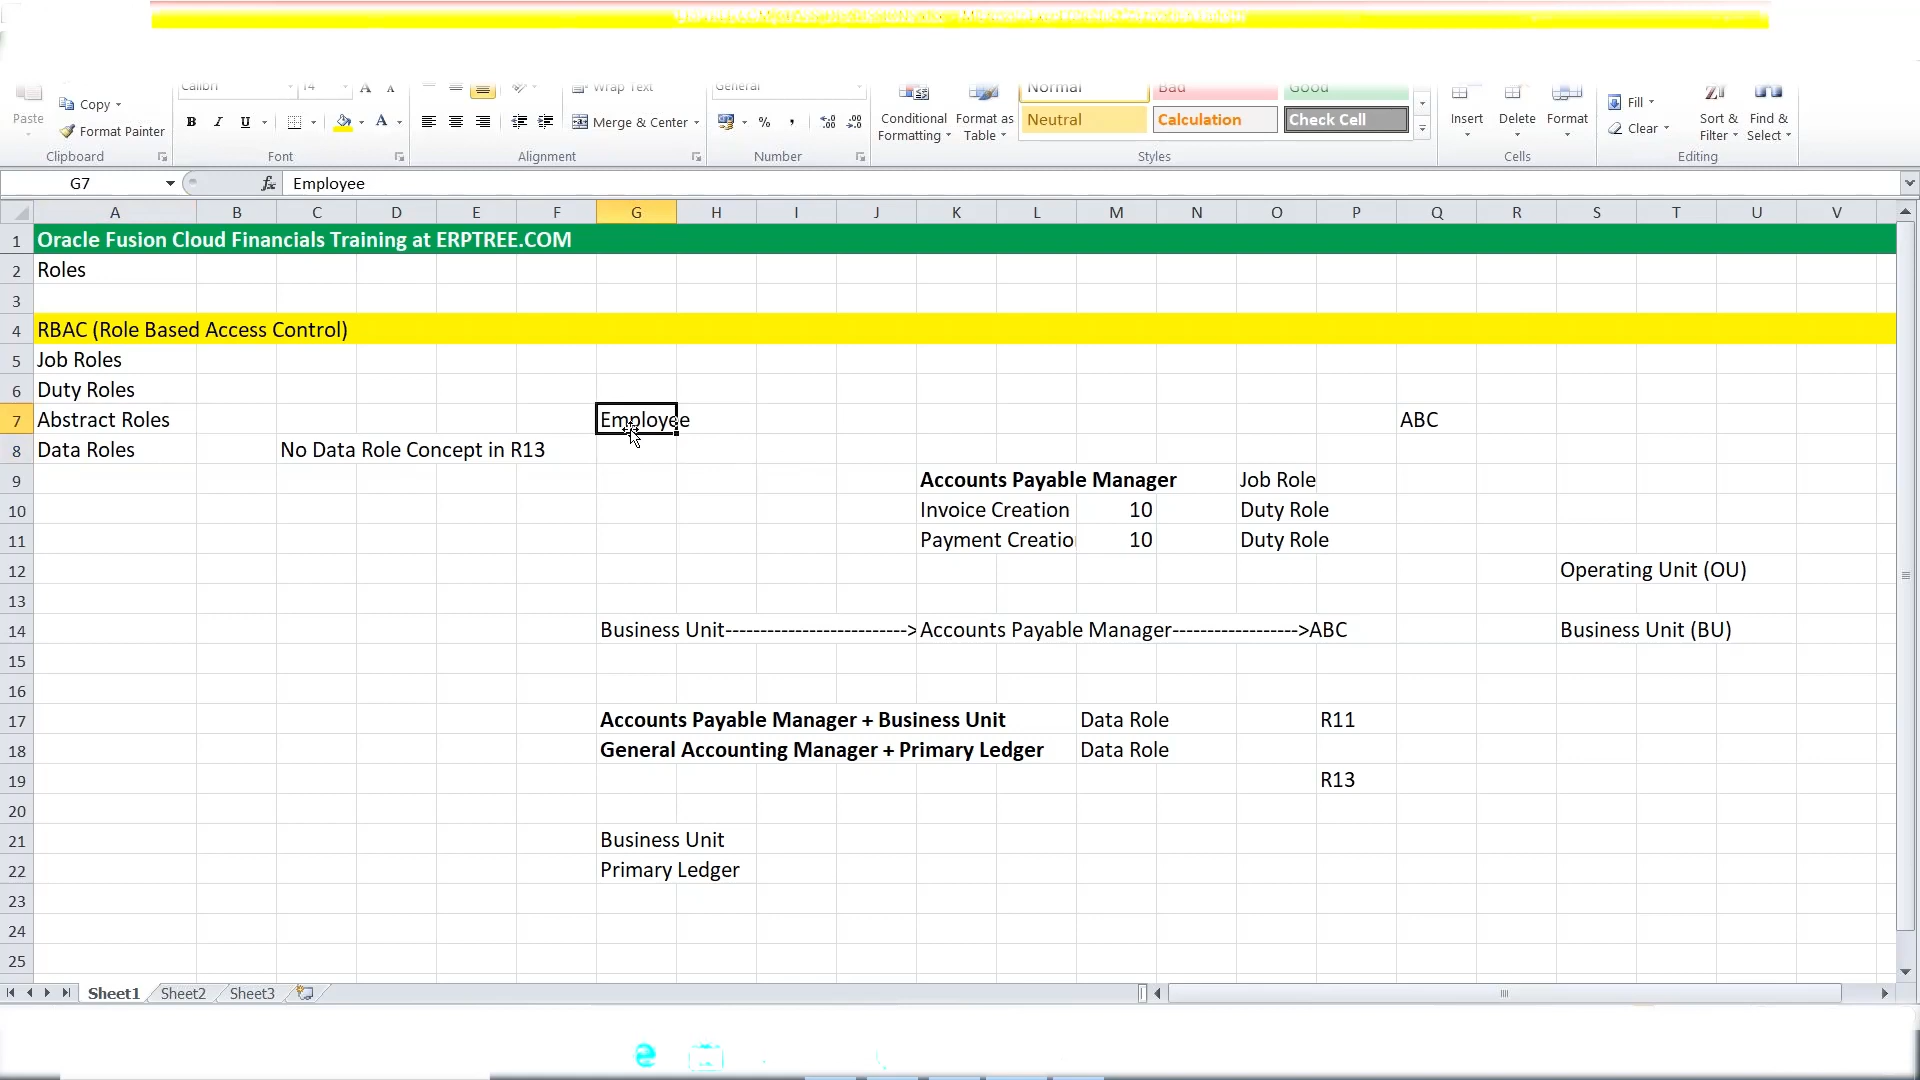 Calibri 14 Wrap Text General Normal Bad Good
Paste Copy Format Painter
B I U Merge & Center % , Conditional Formatting Format as Table Neutral Calculation Check Cell Insert Delete Format Fill Clear Sort & Filter Find & Select
Clipboard Font Alignment Number Styles Cells Editing
G7 fx Employee
A B C D E F G H I J K L M N O P Q R S T U V
1 Oracle Fusion Cloud Financials Training at ERPTREE.COM
2 Roles
3
4 RBAC (Role Based Access Control)
5 Job Roles
6 Duty Roles
7 Abstract Roles Employee ABC
8 Data Roles No Data Role Concept in R13
9 Accounts Payable Manager Job Role
10 Invoice Creation 10 Duty Role
11 Payment Creatio 10 Duty Role
12 Operating Unit (OU)
13
14 Business Unit-------------------------->Accounts Payable Manager------------------>ABC Business Unit (BU)
15
16
17 Accounts Payable Manager + Business Unit Data Role R11
18 General Accounting Manager + Primary Ledger Data Role
19 R13
20
21 Business Unit
22 Primary Ledger
23
24
25
Sheet1 Sheet2 Sheet3